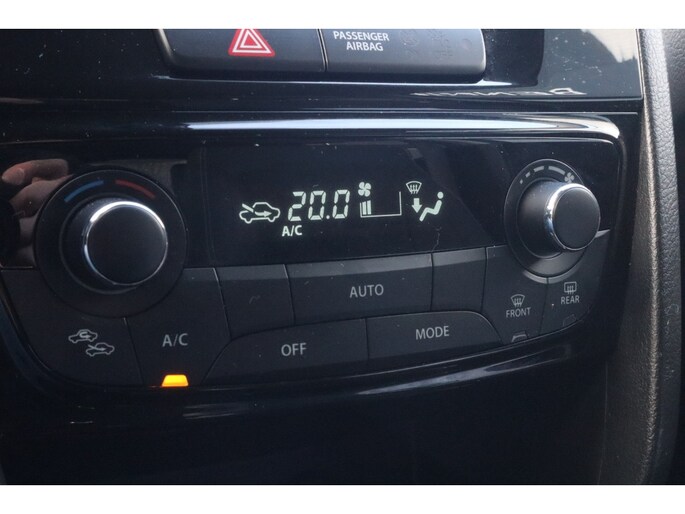 PASSENGER
AIRBAG
20.0
A/C
AUTO
A/C
OFF
MODE
FRONT
REAR